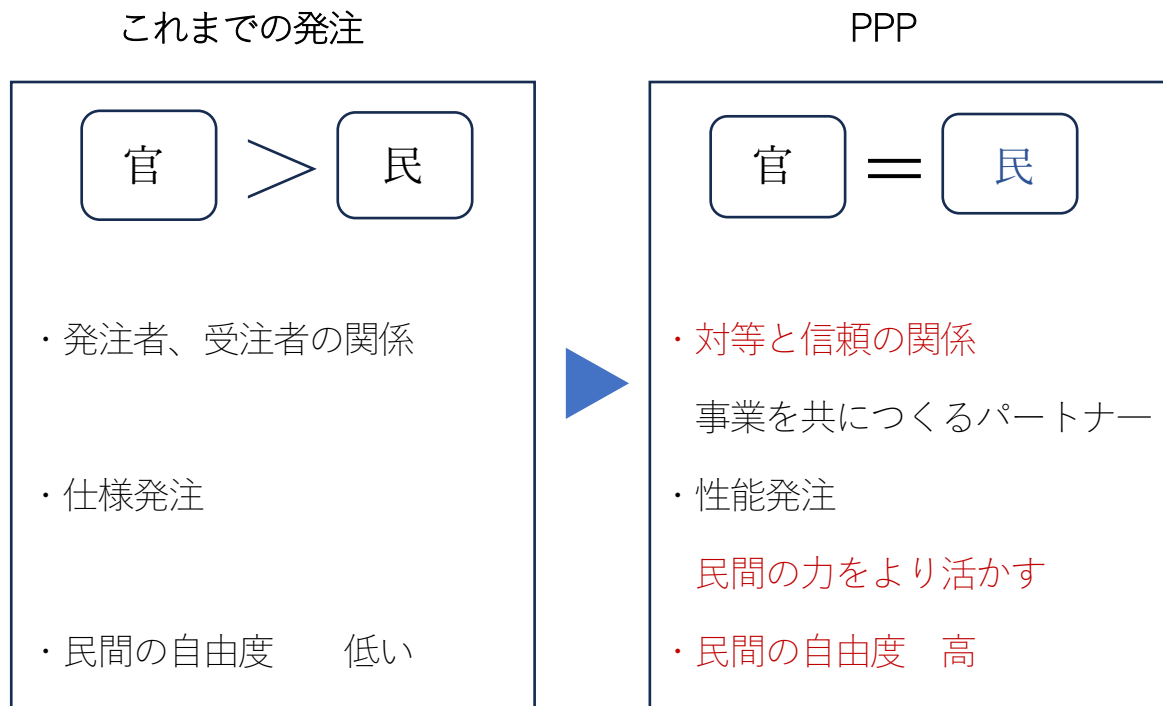 これまでの発注
官 > 民
・発注者、受注者の関係
・仕様発注
・民間の自由度　　低い
PPP
官 = 民
・対等と信頼の関係
事業を共につくるパートナー
・性能発注
民間の力をより活かす
・民間の自由度　高